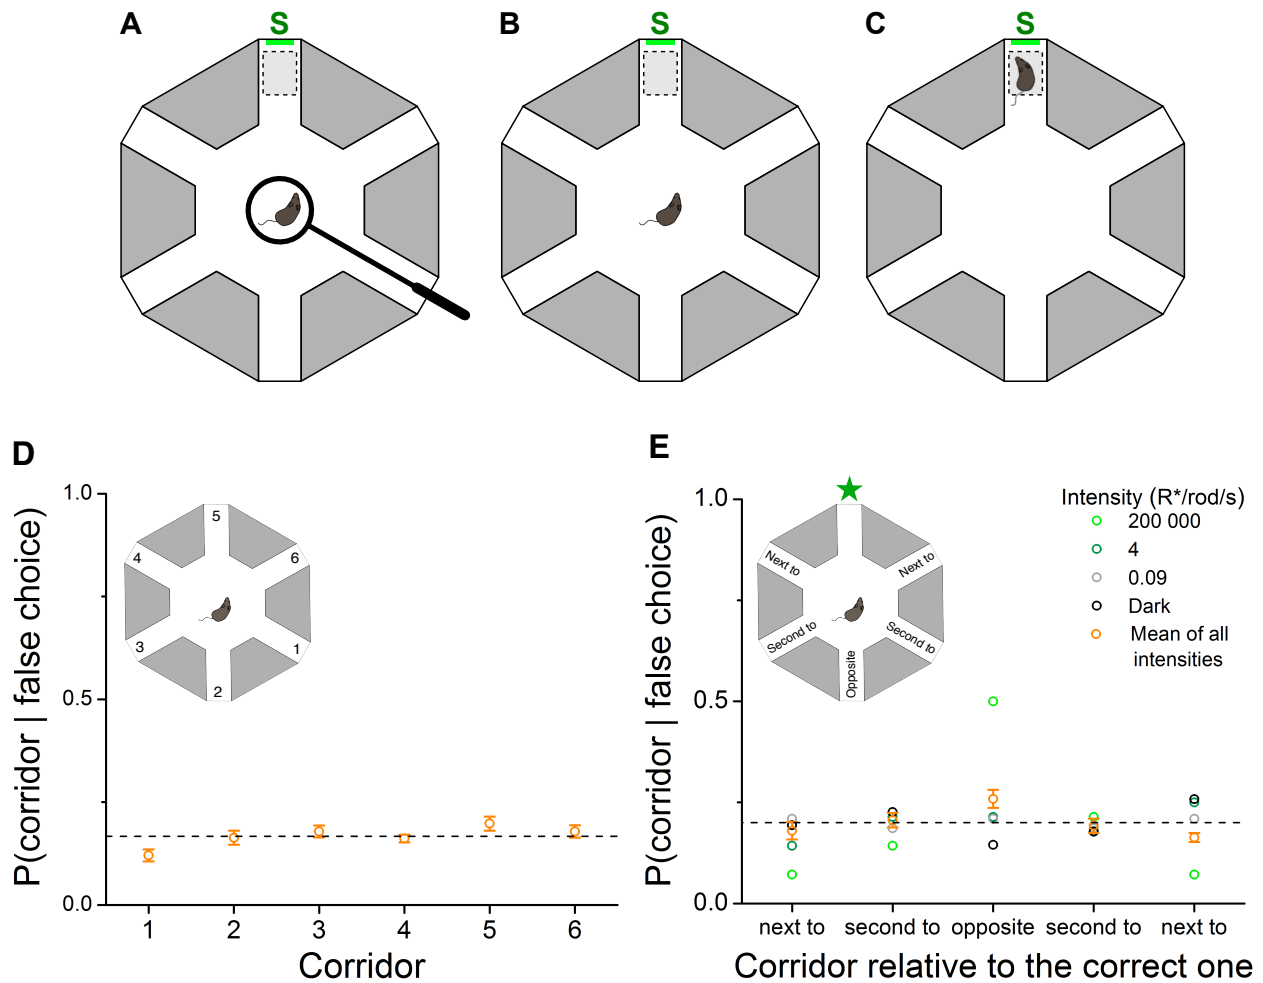 A
S
B
S
C
S
D
P(corridor | false choice)
1.0
0.5
0.0
5
4
6
3
1
2
1
2
3
4
5
6
Corridor
E
P(corridor | false choice)
1.0
0.5
0.0
Next to
Next to
Second to
Second to
Opposite
Intensity (R*/rod/s)
200 000
4
0.09
Dark
Mean of all
intensities
next to
second to
opposite
second to
next to
Corridor relative to the correct one